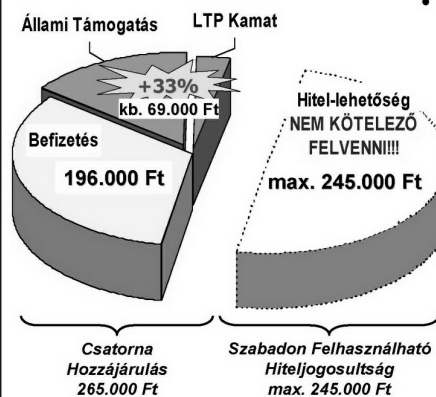 Állami Támogatás
LTP Kamat
+33%
kb. 69.000 Ft
Befizetés
196.000 Ft
Hitel-lehetőség
NEM KÖTELEZŐ
FELVENNI!!!
max. 245.000 Ft
Csatorna
Hozzájárulás
265.000 Ft
Szabadon Felhasználható
Hiteljogosultság
max. 245.000 Ft